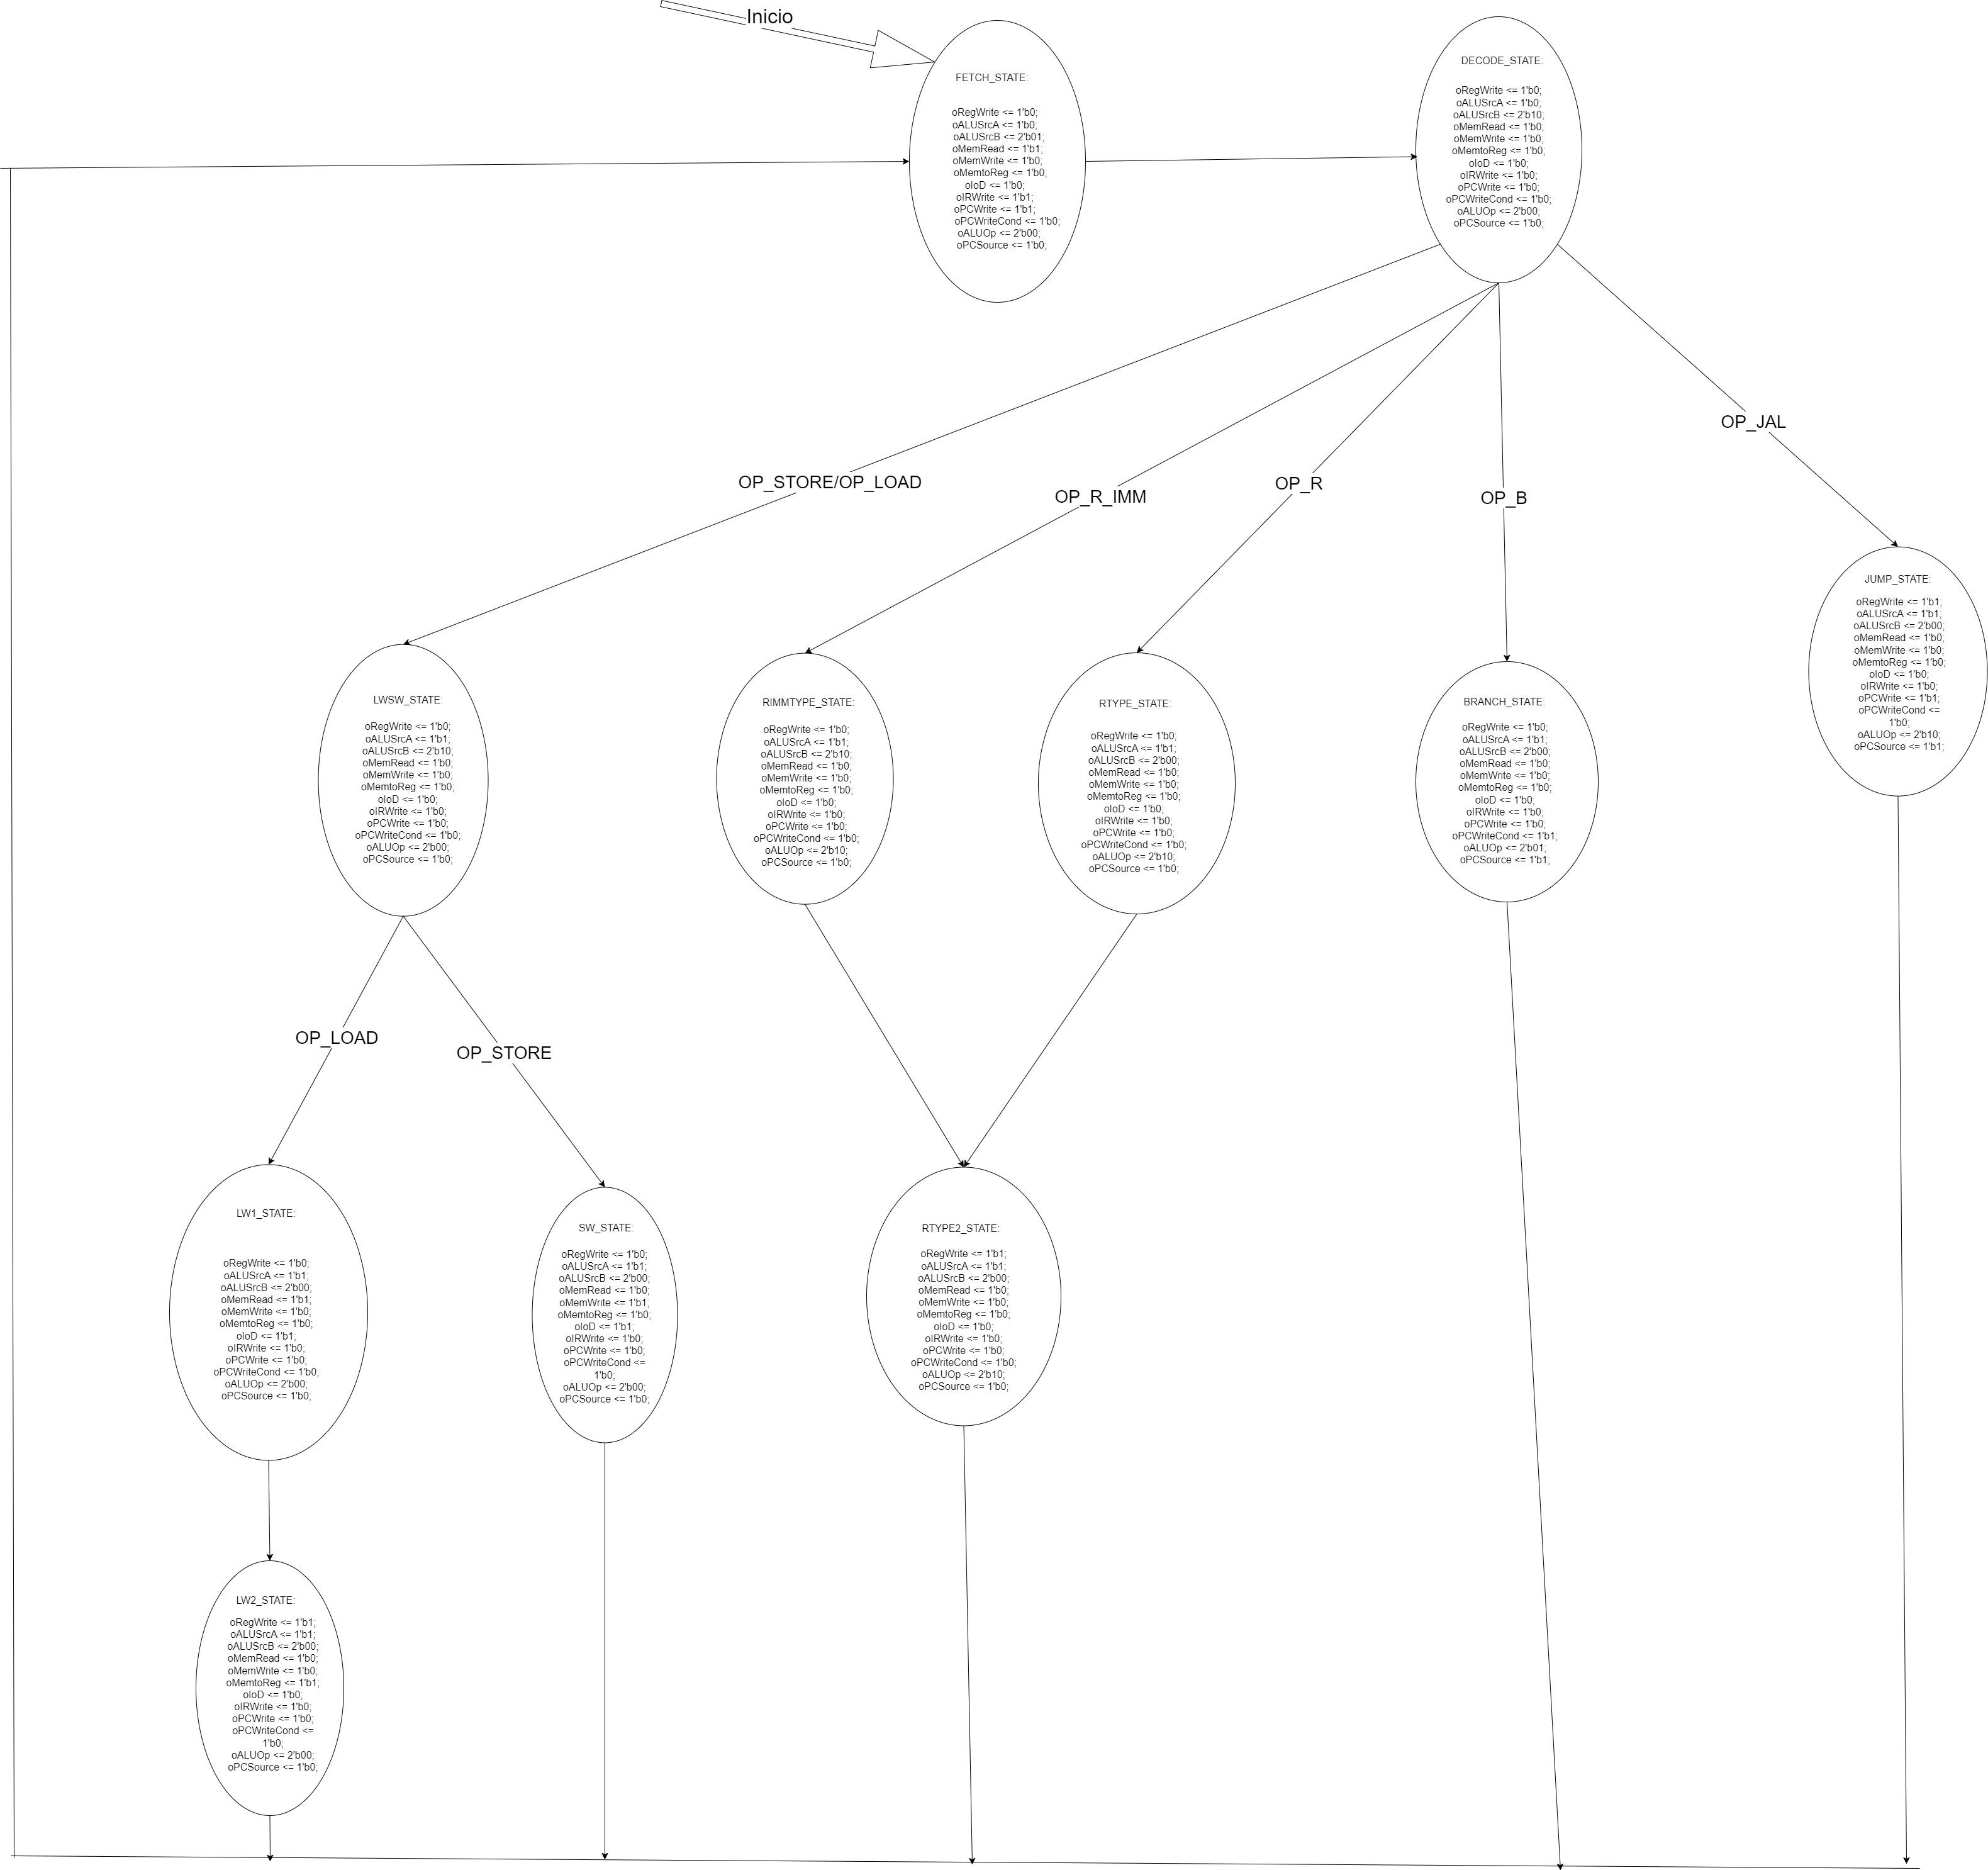 Inicio
FETCH_STATE:
oRegWrite <= 1'b0;
oALUSrcA <= 1'b0;
oALUSrcB <= 2'b01;
oMemRead <= 1'b1;
oMemWrite <= 1'b0;
oMemtoReg <= 1'b0;
oIoD <= 1'b0;
oIRWrite <= 1'b1;
oPCWrite <= 1'b1;
oPCWriteCond <= 1'b0;
oALUOp <= 2'b00;
oPCSource <= 1'b0;
DECODE_STATE:
oRegWrite <= 1'b0;
oALUSrcA <= 1'b0;
oALUSrcB <= 2'b10;
oMemRead <= 1'b0;
oMemWrite <= 1'b0;
oMemtoReg <= 1'b0;
oIoD <= 1'b0;
oIRWrite <= 1'b0;
oPCWrite <= 1'b0;
oPCWriteCond <= 1'b0;
oALUOp <= 2'b00;
oPCSource <= 1'b0;
OP_STORE/OP_LOAD
OP_R_IMM
OP_R
OP_B
OP_JAL
LWSW_STATE:
oRegWrite <= 1'b0;
oALUSrcA <= 1'b1;
oALUSrcB <= 2'b10;
oMemRead <= 1'b0;
oMemWrite <= 1'b0;
oMemtoReg <= 1'b0;
oIoD <= 1'b0;
oIRWrite <= 1'b0;
oPCWrite <= 1'b0;
oPCWriteCond <= 1'b0;
oALUOp <= 2'b00;
oPCSource <= 1'b0;
RIMMTYPE_STATE:
oRegWrite <= 1'b0;
oALUSrcA <= 1'b1;
oALUSrcB <= 2'b10;
oMemRead <= 1'b0;
oMemWrite <= 1'b0;
oMemtoReg <= 1'b0;
oIoD <= 1'b0;
oIRWrite <= 1'b0;
oPCWrite <= 1'b0;
oPCWriteCond <= 1'b0;
oALUOp <= 2'b10;
oPCSource <= 1'b0;
RTYPE_STATE:
oRegWrite <= 1'b0;
oALUSrcA <= 1'b1;
oALUSrcB <= 2'b00;
oMemRead <= 1'b0;
oMemWrite <= 1'b0;
oMemtoReg <= 1'b0;
oIoD <= 1'b0;
oIRWrite <= 1'b0;
oPCWrite <= 1'b0;
oPCWriteCond <= 1'b0;
oALUOp <= 2'b10;
oPCSource <= 1'b0;
BRANCH_STATE:
oRegWrite <= 1'b0;
oALUSrcA <= 1'b1;
oALUSrcB <= 2'b00;
oMemRead <= 1'b0;
oMemWrite <= 1'b0;
oMemtoReg <= 1'b0;
oIoD <= 1'b0;
oIRWrite <= 1'b0;
oPCWrite <= 1'b0;
oPCWriteCond <= 1'b1;
oALUOp <= 2'b01;
oPCSource <= 1'b1;
JUMP_STATE:
oRegWrite <= 1'b1;
oALUSrcA <= 1'b1;
oALUSrcB <= 2'b00;
oMemRead <= 1'b0;
oMemWrite <= 1'b0;
oMemtoReg <= 1'b0;
oIoD <= 1'b0;
oIRWrite <= 1'b0;
oPCWrite <= 1'b1;
oPCWriteCond <=
1'b0;
oALUOp <= 2'b10;
oPCSource <= 1'b1;
OP_LOAD
OP_STORE
LW1_STATE:
oRegWrite <= 1'b0;
oALUSrcA <= 1'b1;
oALUSrcB <= 2'b00;
oMemRead <= 1'b1;
oMemWrite <= 1'b0;
oMemtoReg <= 1'b0;
oIoD <= 1'b1;
oIRWrite <= 1'b0;
oPCWrite <= 1'b0;
oPCWriteCond <= 1'b0;
oALUOp <= 2'b00;
oPCSource <= 1'b0;
SW_STATE:
oRegWrite <= 1'b0;
oALUSrcA <= 1'b1;
oALUSrcB <= 2'b00;
oMemRead <= 1'b0;
oMemWrite <= 1'b1;
oMemtoReg <= 1'b0;
oIoD <= 1'b1;
oIRWrite <= 1'b0;
oPCWrite <= 1'b0;
oPCWriteCond <=
1'b0;
oALUOp <= 2'b00;
oPCSource <= 1'b0;
RTYPE2_STATE:
oRegWrite <= 1'b1;
oALUSrcA <= 1'b1;
oALUSrcB <= 2'b00;
oMemRead <= 1'b0;
oMemWrite <= 1'b0;
oMemtoReg <= 1'b0;
oIoD <= 1'b0;
oIRWrite <= 1'b0;
oPCWrite <= 1'b0;
oPCWriteCond <= 1'b0;
oALUOp <= 2'b10;
oPCSource <= 1'b0;
LW2_STATE:
oRegWrite <= 1'b1;
oALUSrcA <= 1'b1;
oALUSrcB <= 2'b00;
oMemRead <= 1'b0;
oMemWrite <= 1'b0;
oMemtoReg <= 1'b1;
oIoD <= 1'b0;
oIRWrite <= 1'b0;
oPCWrite <= 1'b0;
oPCWriteCond <=
1'b0;
oALUOp <= 2'b00;
oPCSource <= 1'b0;